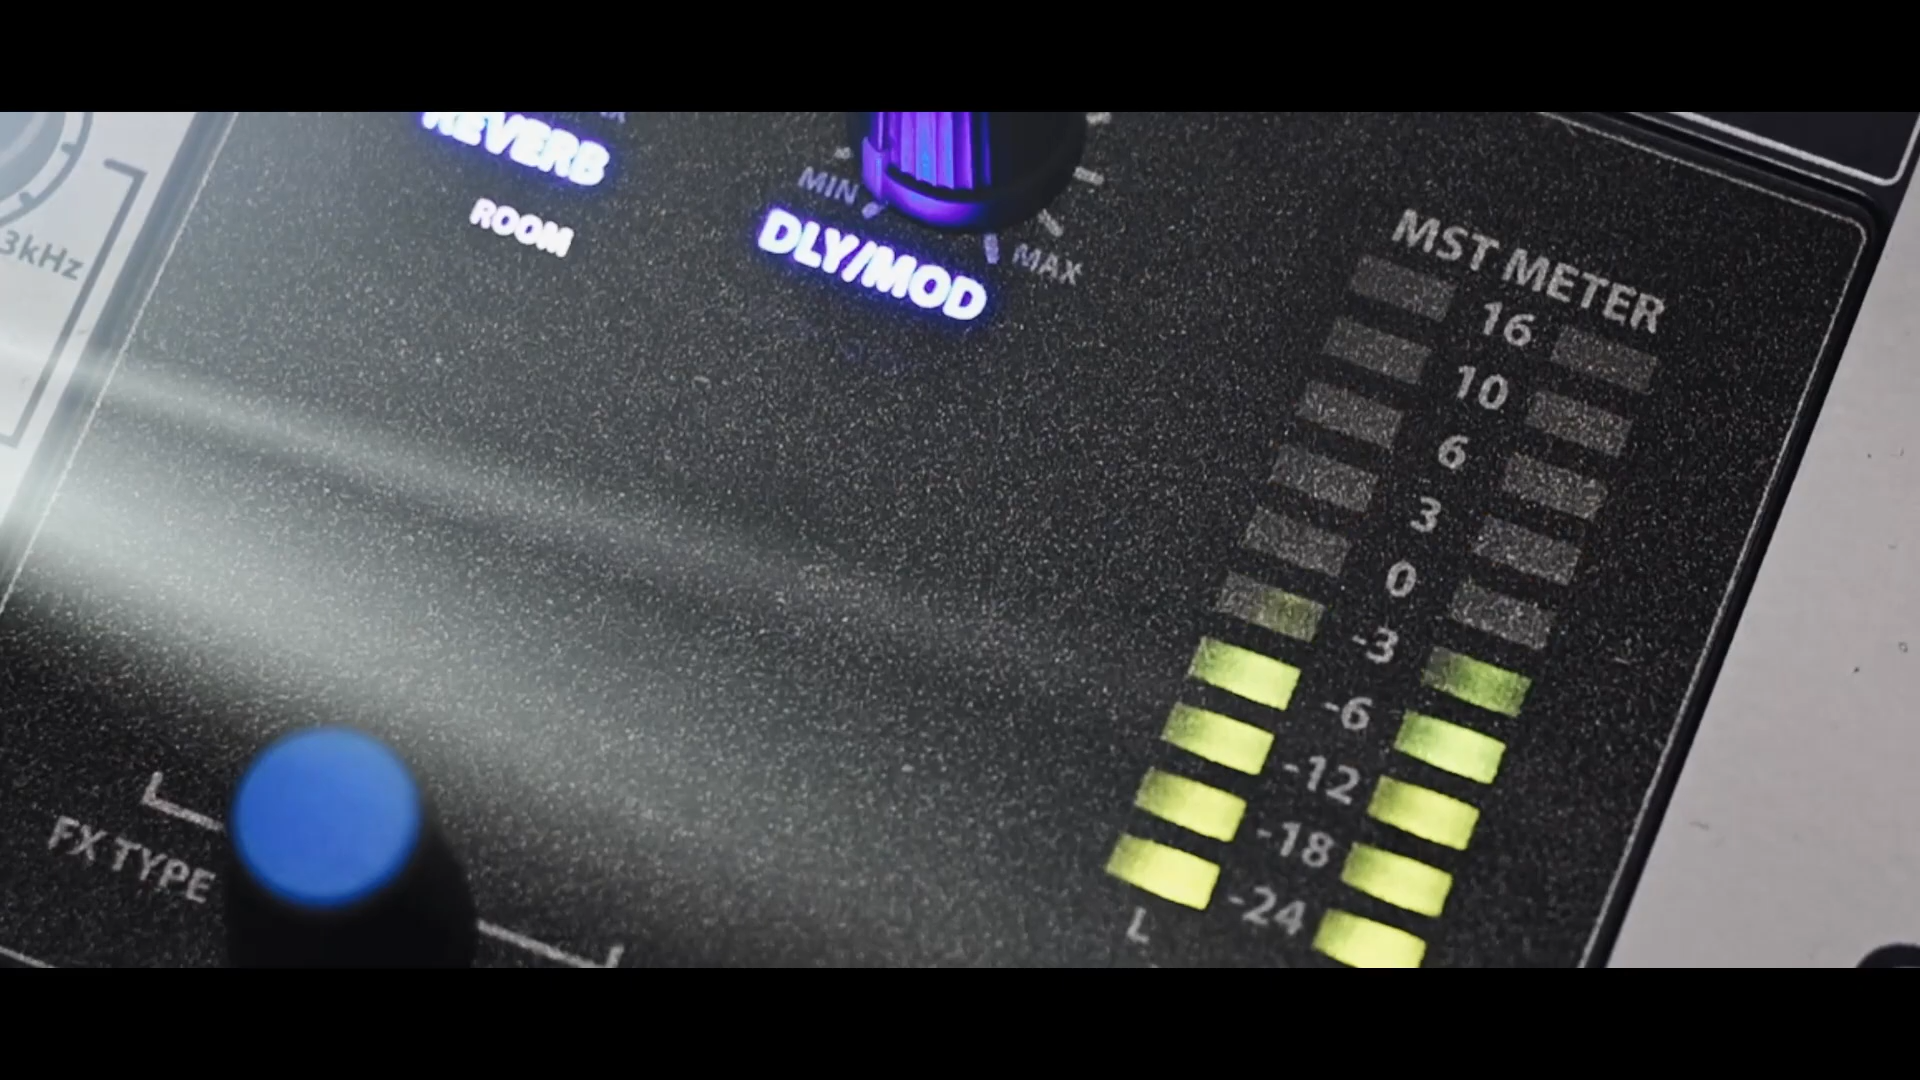 REVERB
ROOM
MIN
MAX
DLY/MOD
3kHz
MST METER
16
10
6
3
0
-3
-6
-12
-18
-24
L
FX TYPE